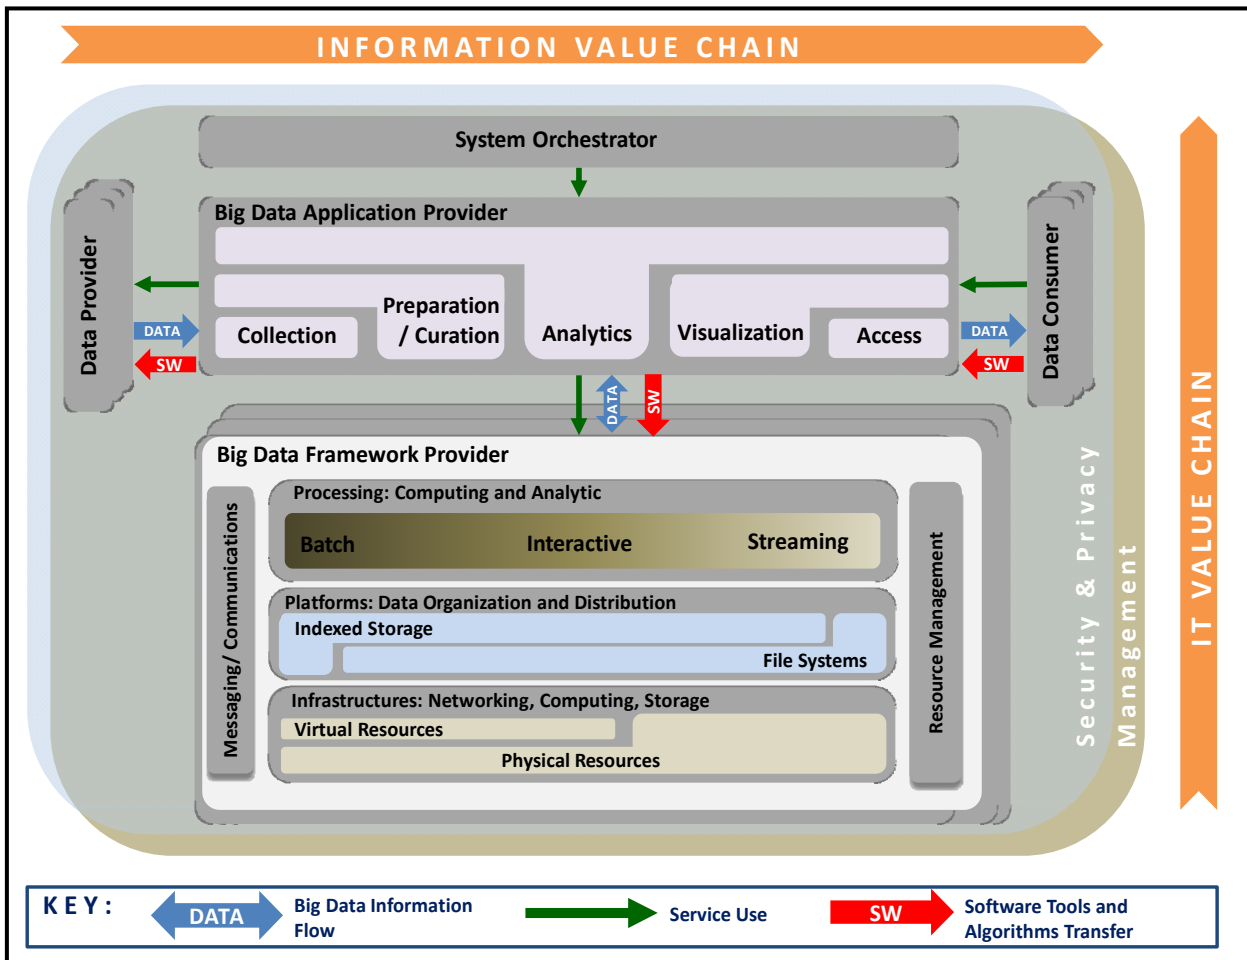 INFORMATION VALUE CHAIN
System Orchestrator
Big Data Application Provider
Data Provider
Data Consumer
Preparation
/ Curation
Collection
Analytics
Visualization
Access
DATA
SW
DATA
SW
DATA
SW
Big Data Framework Provider
Messaging/ Communications
Processing: Computing and Analytic
Batch
Interactive
Streaming
Platforms: Data Organization and Distribution
Indexed Storage
File Systems
Infrastructures: Networking, Computing, Storage
Virtual Resources
Physical Resources
Resource Management
Security & Privacy
Management
IT VALUE CHAIN
KEY:
DATA
Big Data Information
Flow
Service Use
SW
Software Tools and
Algorithms Transfer